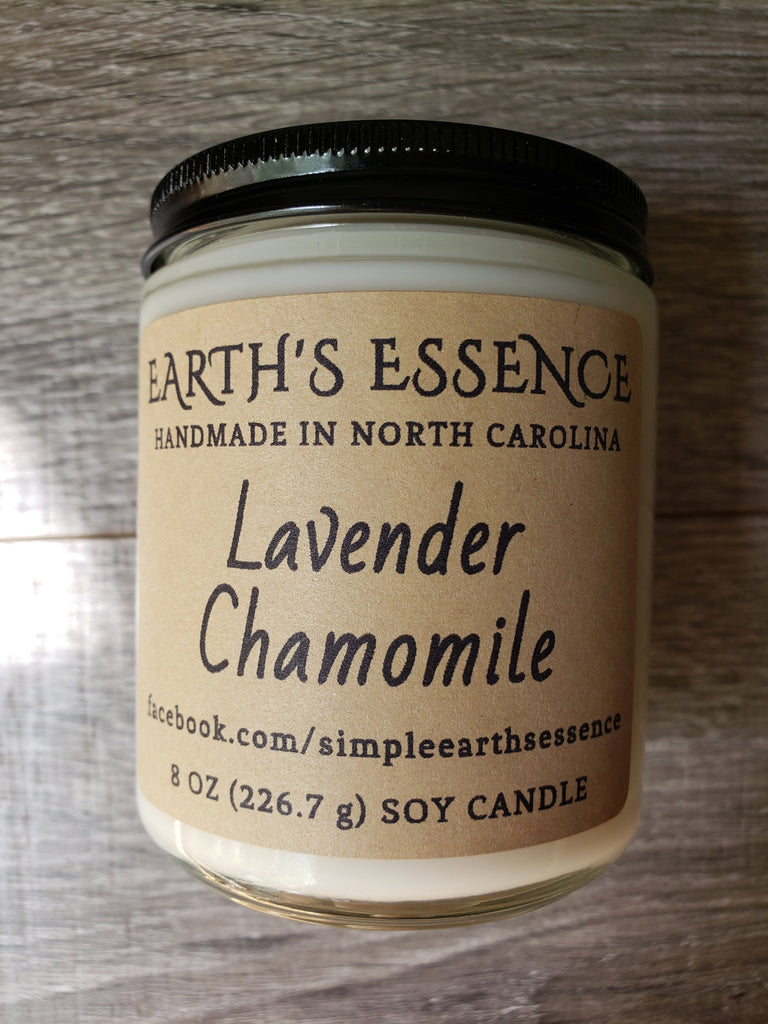 EARTH'S ESSENCE
HANDMADE IN NORTH CAROLINA
Lavender
Chamomile
facebook.com/simpleearthsessence
8 OZ (226.7 g) SOY CANDLE